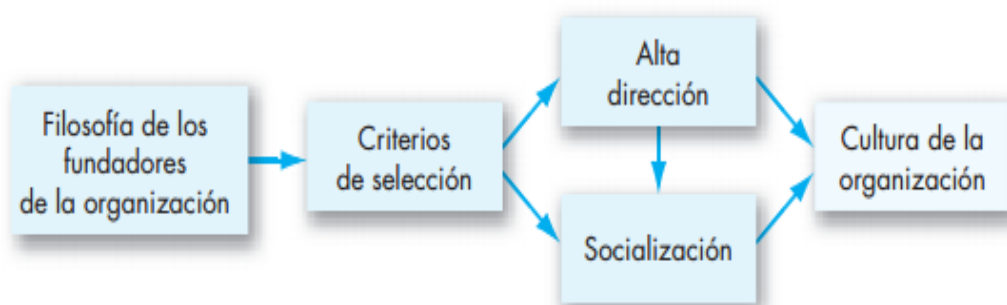 Filosofía de los
fundadores
de la organización
Criterios
de selección
Alta
dirección
Socialización
Cultura de la
organización